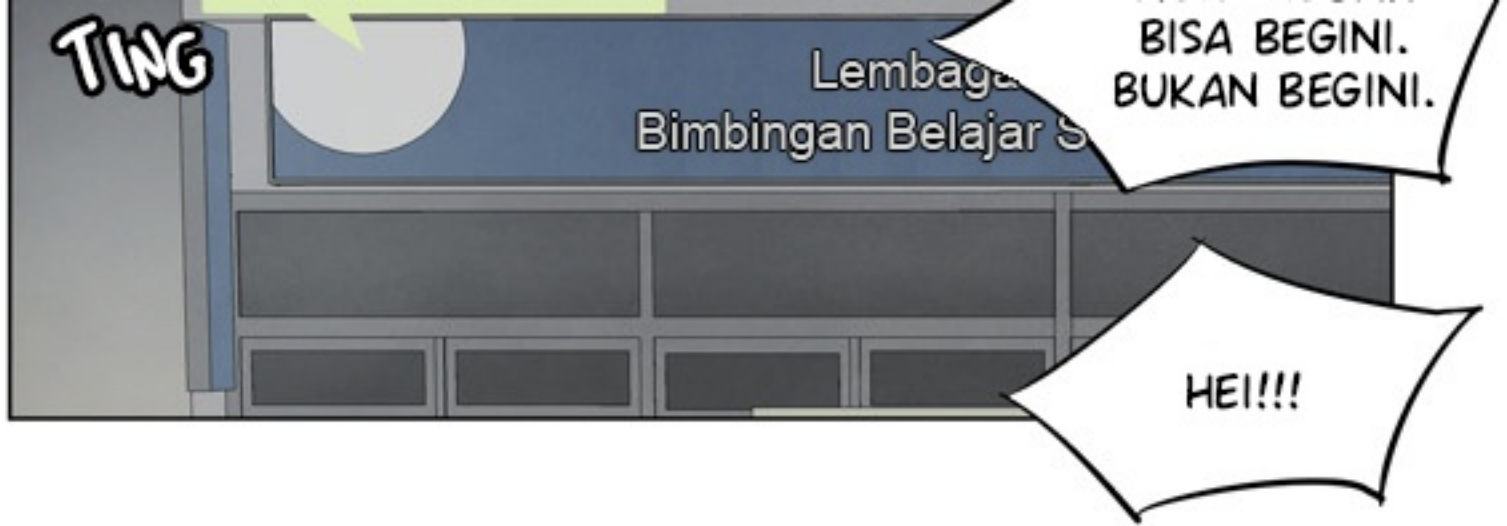 TING
Lembaga
Bimbingan Belajar S
BISA BEGINI.
BUKAN BEGINI.
HEI!!!